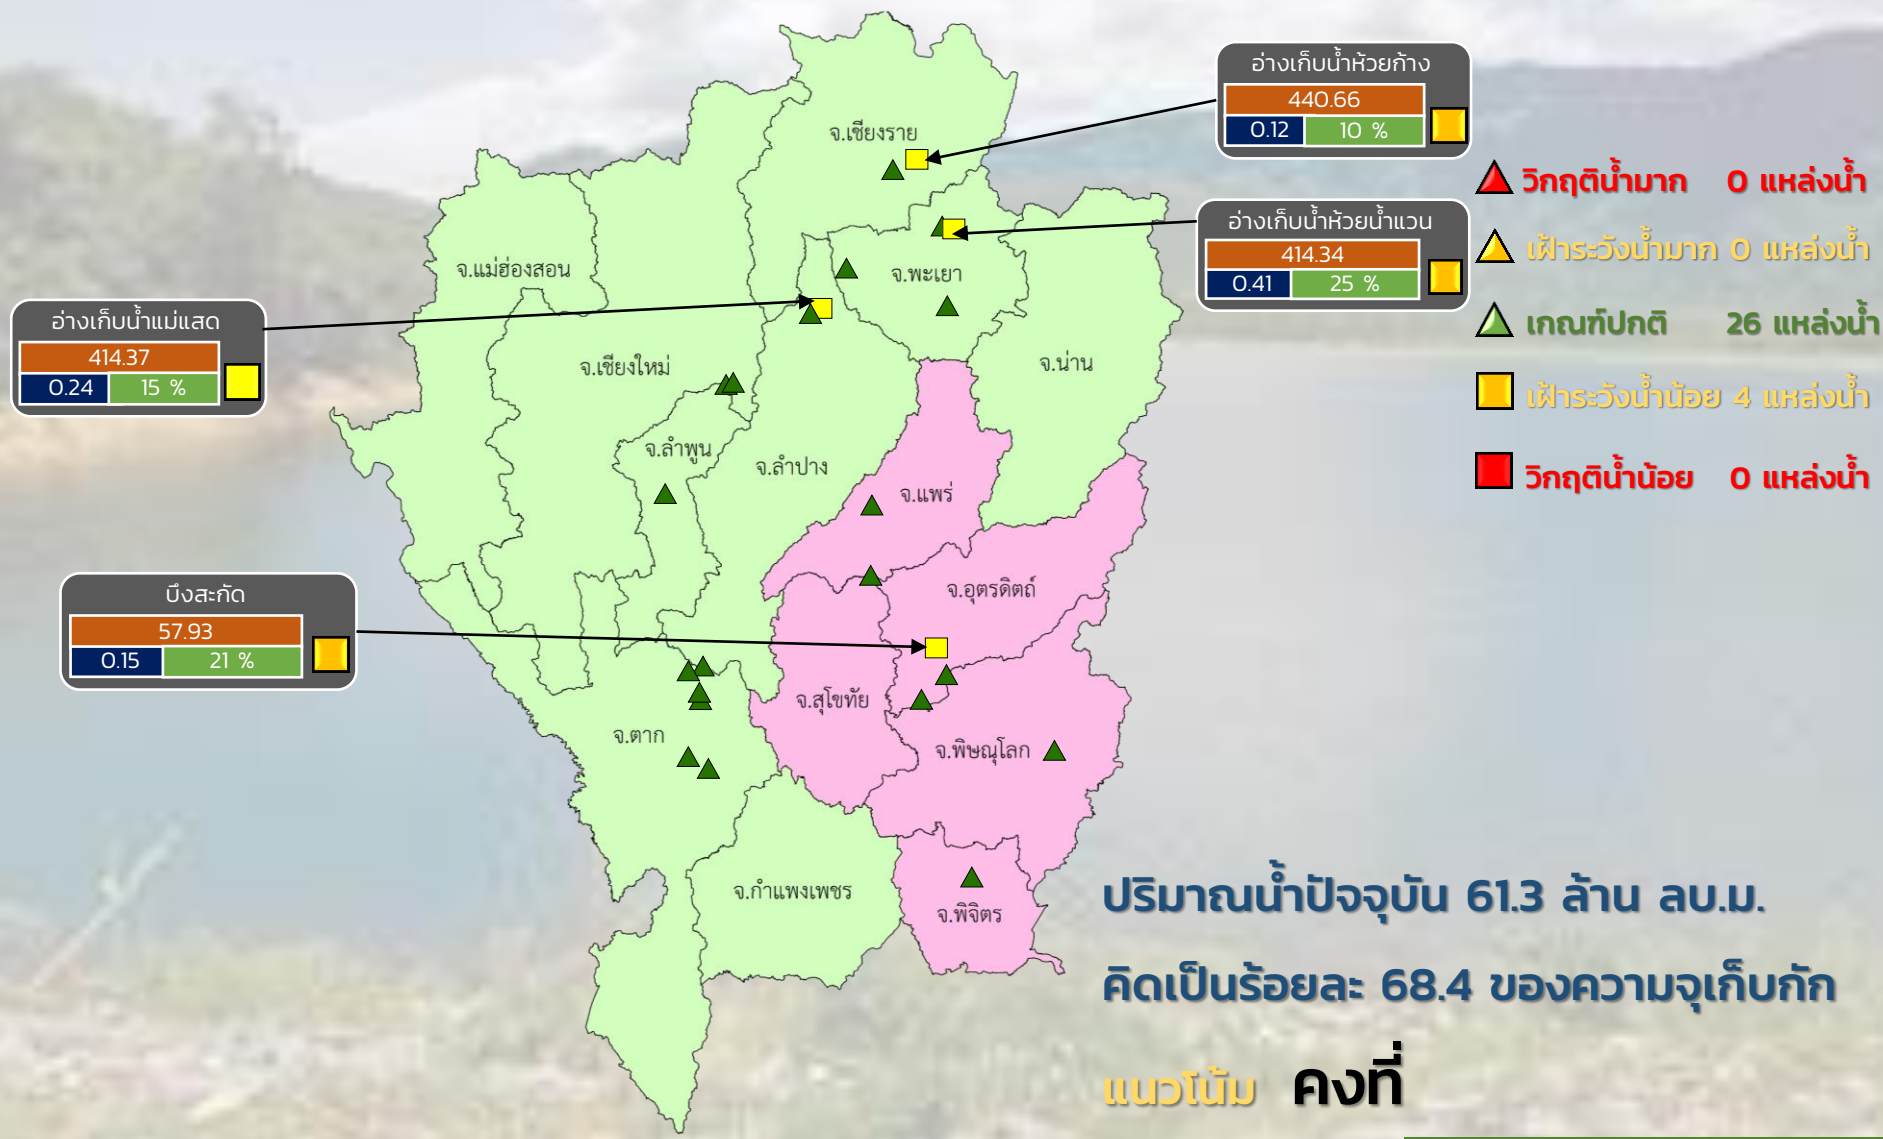 อ่างเก็บน้ำห้วยก้าง
440.66
0.12 10 %
จ.เชียงราย
วิกฤติน้ำมาก 0 แหล่งน้ำ
อ่างเก็บน้ำห้วยน้ำแวน
414.34
0.41 25 %
เฝ้าระวังน้ำมาก 0 แหล่งน้ำ
จ.แม่ฮ่องสอน
จ.พะเยา
อ่างเก็บน้ำแม่แสด
414.37
0.24 15 %
เกณฑ์ปกติ 26 แหล่งน้ำ
จ.เชียงใหม่
จ.น่าน
เฝ้าระวังน้ำน้อย 4 แหล่งน้ำ
จ.ลำพูน
จ.ลำปาง
วิกฤติน้ำน้อย 0 แหล่งน้ำ
จ.แพร่
บึงสะกัด
57.93
0.15 21 %
จ.อุตรดิตถ์
จ.สุโขทัย
จ.ตาก
จ.พิษณุโลก
จ.กำแพงเพชร
จ.พิจิตร
ปริมาณน้ำปัจจุบัน 61.3 ล้าน ลบ.ม.
คิดเป็นร้อยละ 68.4 ของความจุเก็บกัก
แนวโน้ม คงที่